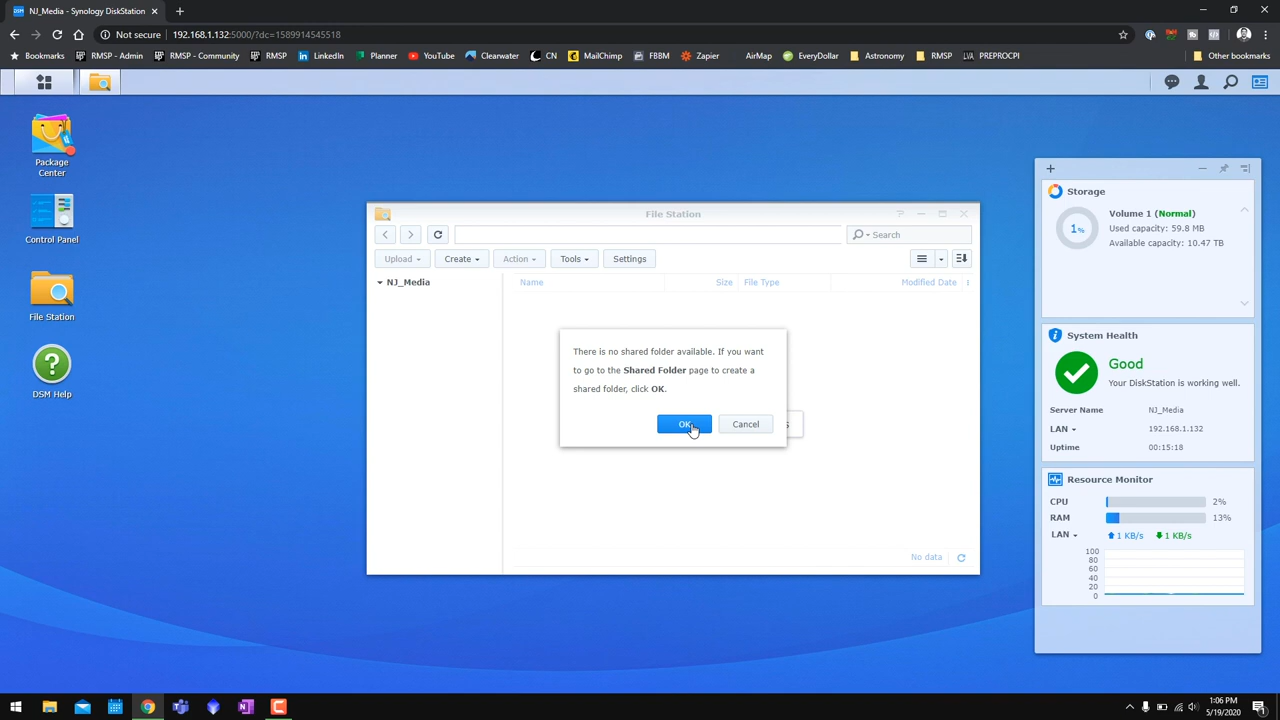 NJ_Media - Synology DiskStation
Not secure
192.168.1.132:5000/?dc=1589914545518
Bookmarks
RMSP - Airtable
RMSP - Community
RMSP
LinkedIn
Planner
YouTube
Clearwater
CN
MailChimp
FBBM
Zapier
AirMap
EveryDollar
Astronomy
RMSP
LVA
PREPROCPI
Other bookmarks
Package
Center
Control Panel
File Station
DSM Help
File Station
Search
Upload
Create
Action
Tools
Settings
NJ_Media
Name
Size
File Type
Modified Date
There is no shared folder available. If you want
to go to the Shared Folder page to create a
shared folder, click OK.
OK
Cancel
No data
Storage
1%
Volume 1 (Normal)
Used capacity: 59.8 MB
Available capacity: 10.47 TB
System Health
Good
Your DiskStation is working well.
Server Name
NJ_Media
LAN
192.168.1.132
Uptime
00:15:18
Resource Monitor
CPU
2%
RAM
13%
LAN
1 KB/s
1 KB/s
100
80
60
40
20
0
1:06 PM
5/19/2020